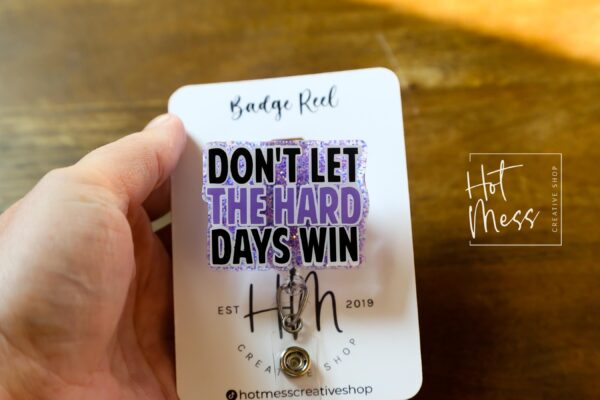 Badge Reel
DON'T LET
THE HARD
DAYS WIN
EST HM 2019
CREATIVE SHOP
hotmesscreativeshop
Hot
Mess
CREATIVE SHOP